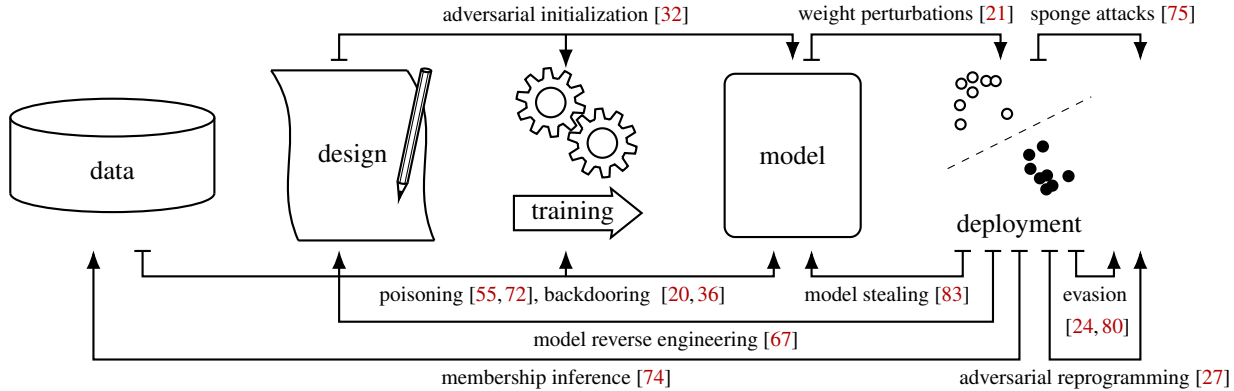 adversarial initialization [32]
weight perturbations [21]
sponge attacks [75]
data
design
training
model
deployment
poisoning [55, 72], backdooring [20, 36]
model stealing [83]
evasion
[24, 80]
model reverse engineering [67]
membership inference [74]
adversarial reprogramming [27]